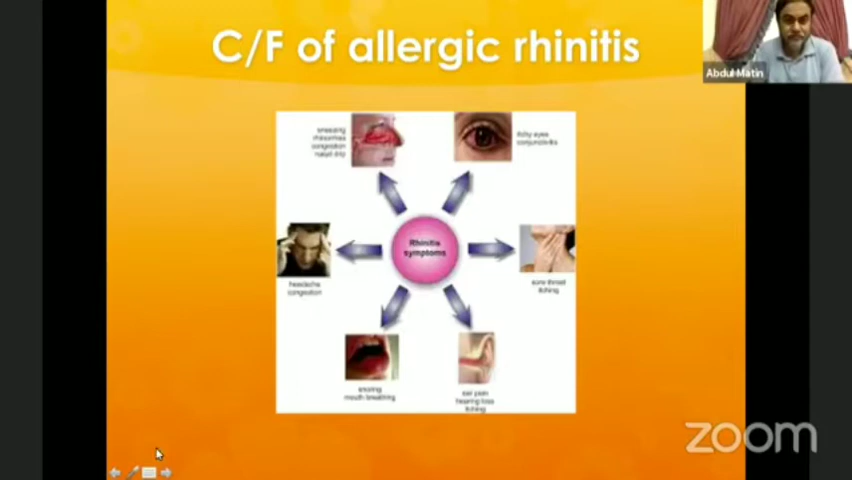 C/F of allergic rhinitis
Abdul Matin
sneezing
rhinorrhea
congestion
nasal drip
itchy eyes
conjunctivitis
Rhinitis
symptoms
headache
congestion
sore throat
itching
snoring
mouth breathing
ear pain
hearing loss
itching
zoom